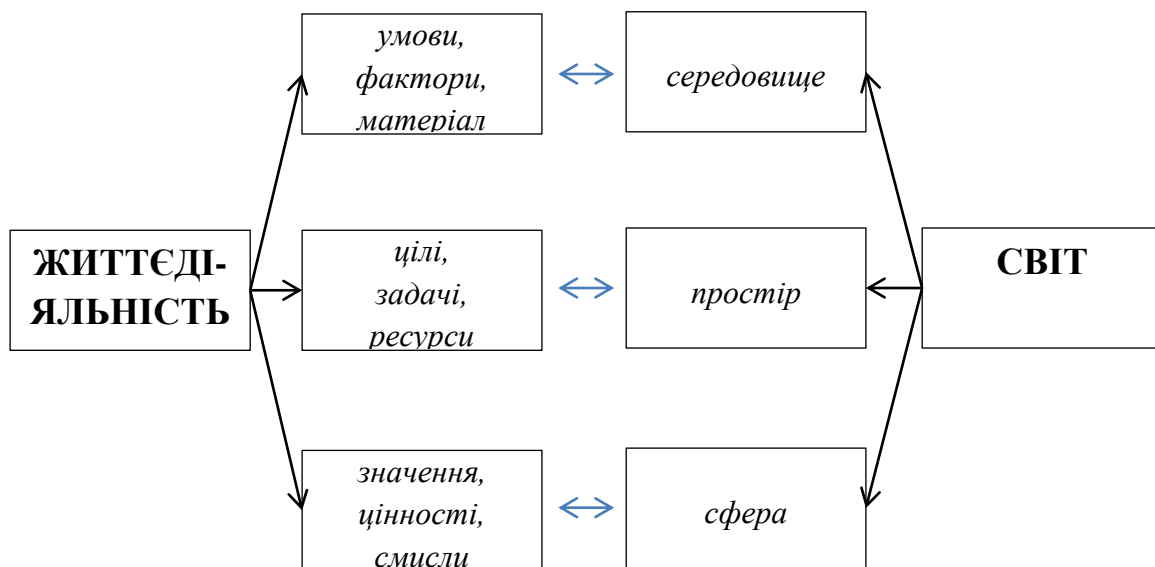 умови,
фактори,
матеріал
середовище
ЖИТТЄДІ-
ЯЛЬНІСТЬ
цілі,
задачі,
ресурси
простір
СВІТ
значення,
цінності,
смисли
сфера